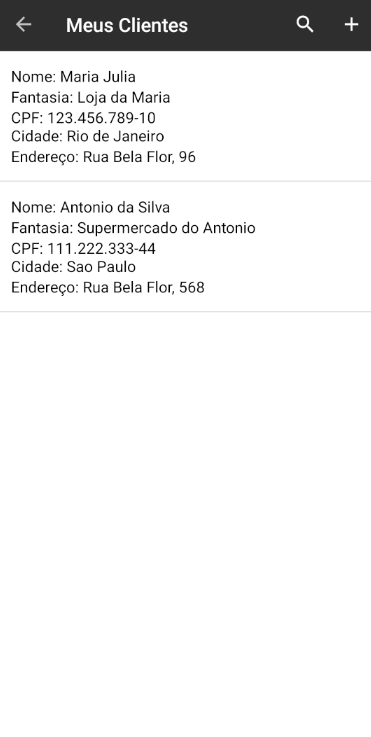 Meus Clientes
Nome: Maria Julia
Fantasia: Loja da Maria
CPF: 123.456.789-10
Cidade: Rio de Janeiro
Endereço: Rua Bela Flor, 96
Nome: Antonio da Silva
Fantasia: Supermercado do Antonio
CPF: 111.222.333-44
Cidade: Sao Paulo
Endereço: Rua Bela Flor, 568